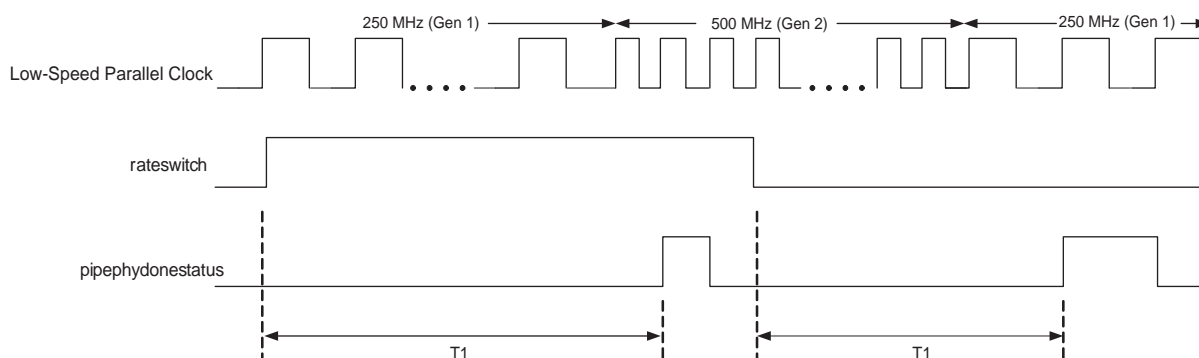 250 MHz (Gen 1)
500 MHz (Gen 2)
250 MHz (Gen 1)
Low-Speed Parallel Clock
rateswitch
pipephydonestatus
T1
T1